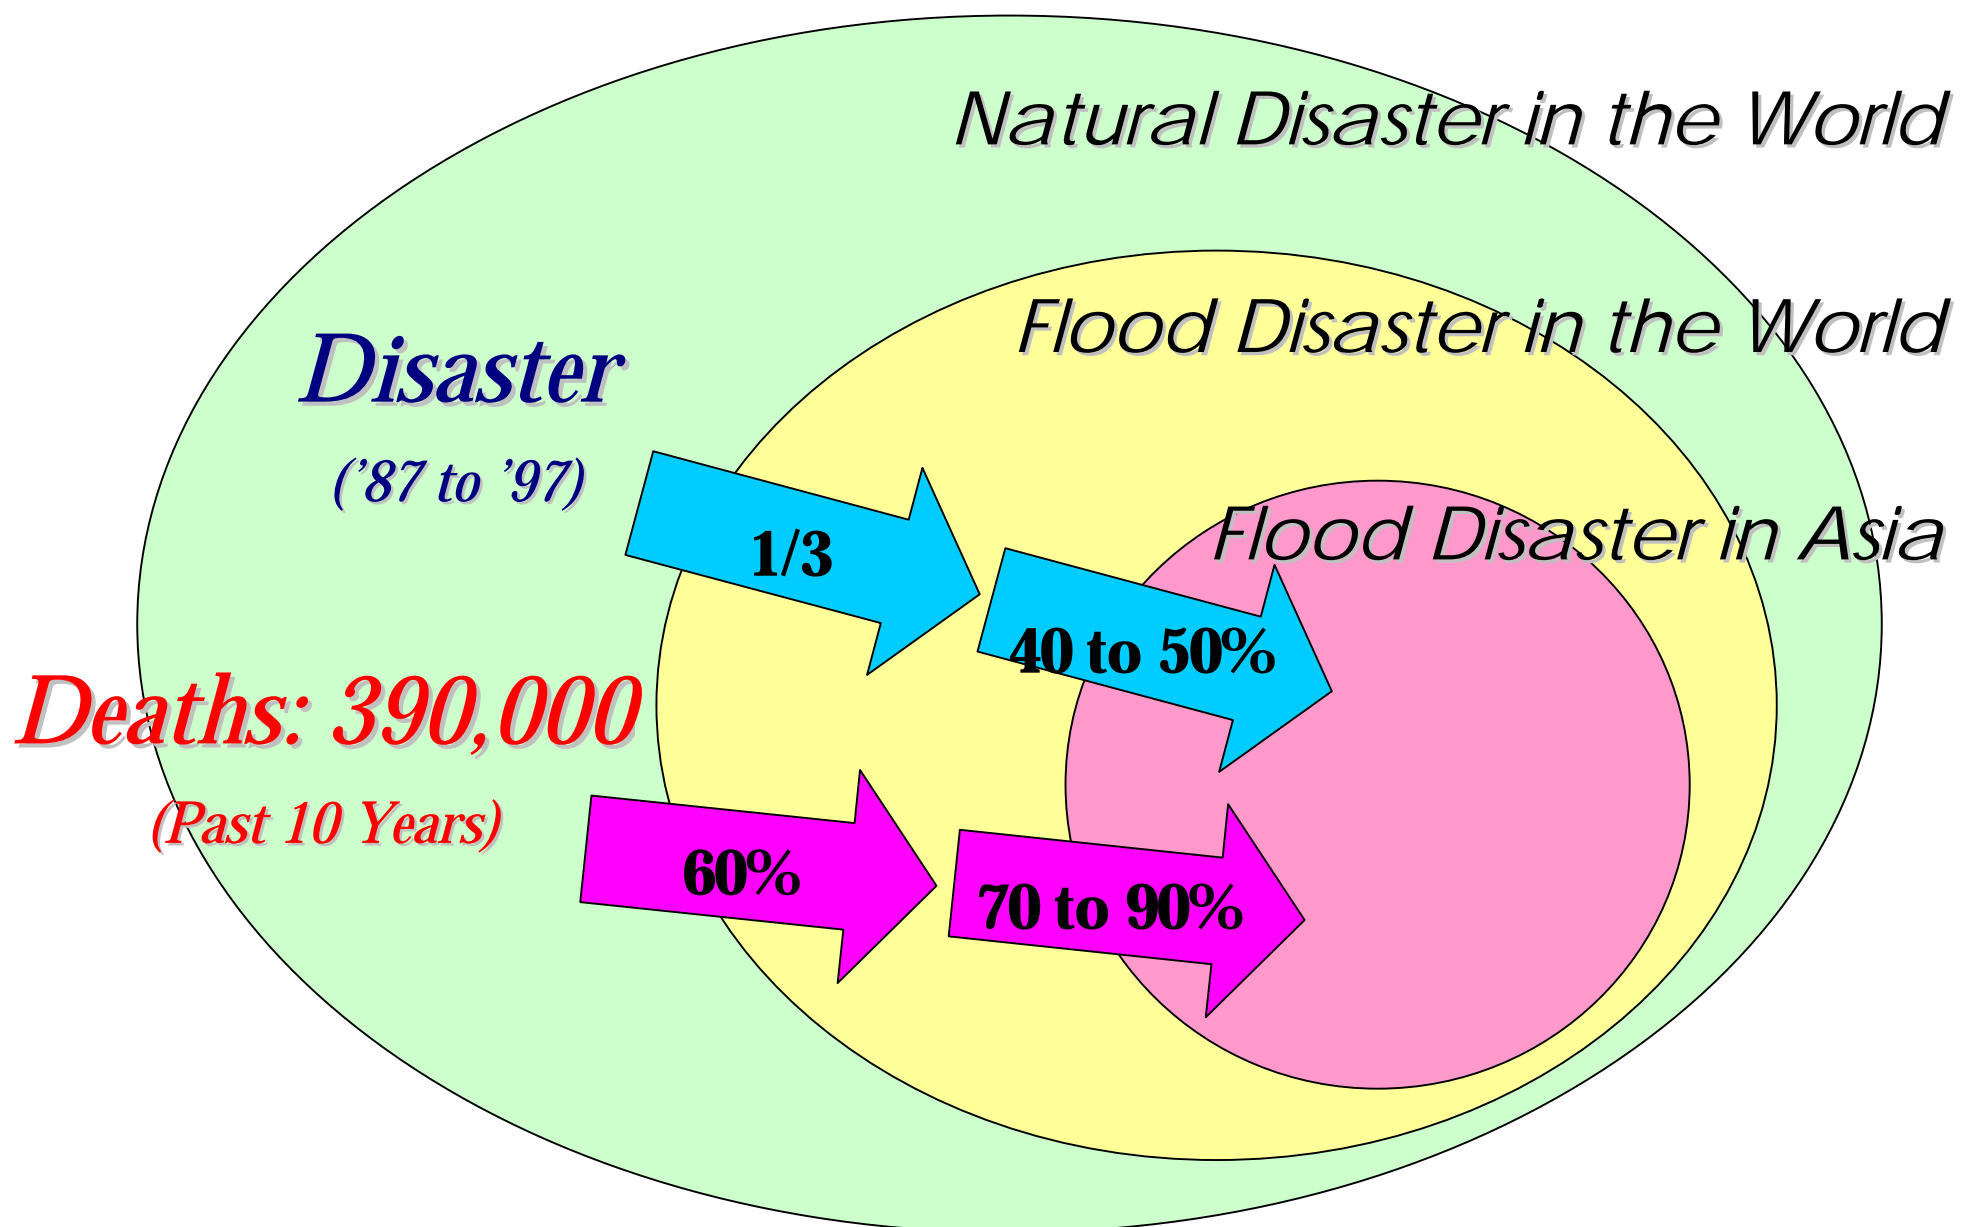 Natural Disaster in the World
Flood Disaster in the World
Disaster
(’87 to ’97)
Flood Disaster in Asia
1/3
40 to 50%
Deaths: 390,000
(Past 10 Years)
60%
70 to 90%